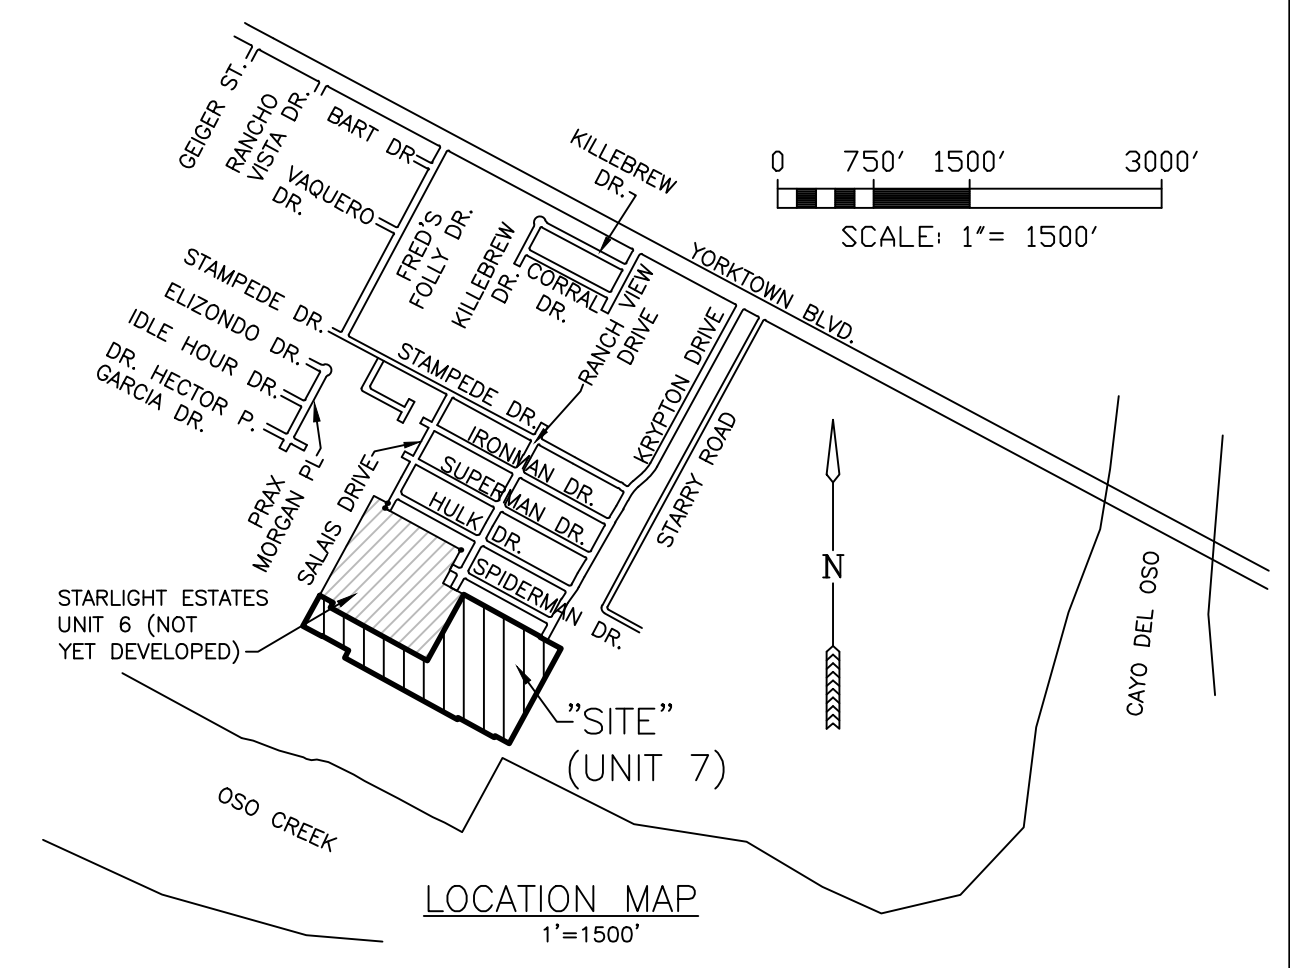 GEIGER ST.
RANCHO
VISTA DR.
BART DR.
VAQUERO
DR.
KILLEBREW
DR.
0 750' 1500' 3000'
SCALE: 1"= 1500'
FRED'S
FOLLY DR.
KILLEBREW
DR.
CORRAL
DR.
RANCH VIEW
DRIVE
YORKTOWN BLVD.
STAMPEDE DR.
ELIZONDO DR.
IDLE HOUR DR.
DR. HECTOR P.
GARCIA DR.
STAMPEDE DR.
KRYPTON DRIVE
STARRY ROAD
IRONMAN DR.
SUPERMAN DR.
HULK DR.
SPIDERMAN DR.
PRAX
MORGAN PL
SALAIS DRIVE
N
CAYO DEL OSO
STARLIGHT ESTATES
UNIT 6 (NOT
YET DEVELOPED)
"SITE"
(UNIT 7)
OSO CREEK
LOCATION MAP
1'=1500'